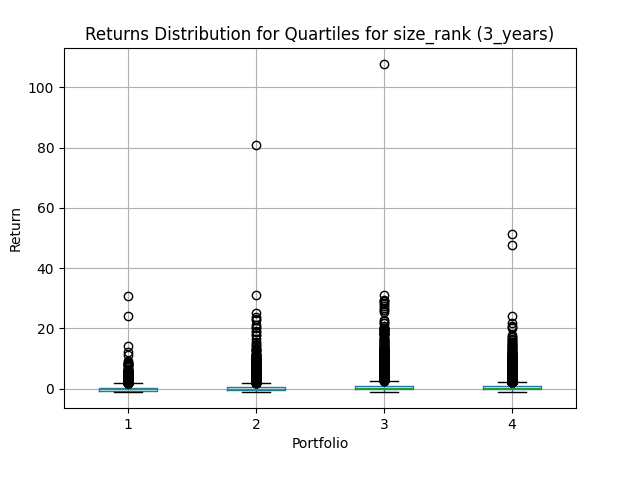 Returns Distribution for Quartiles for size_rank (3_years)
100
80
60
40
20
0
Return
1 2 3 4
Portfolio